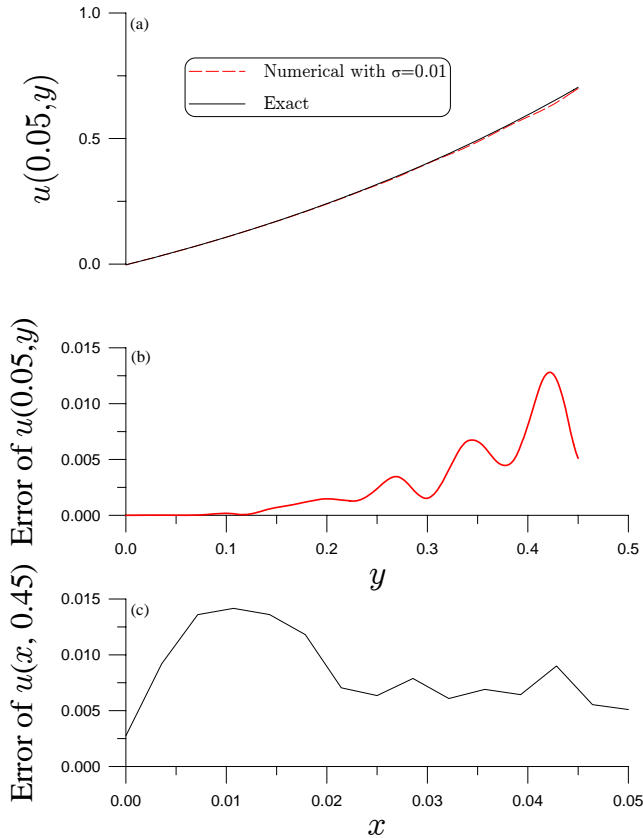 1.0
(a)
Numerical with σ=0.01
Exact
0.5
0.0
u(0.05,y)
0.015
(b)
0.010
0.005
0.000
Error of u(0.05,y)
0.0 0.1 0.2 0.3 0.4 0.5
y
0.015
(c)
0.010
0.005
0.000
Error of u(x, 0.45)
0.00 0.01 0.02 0.03 0.04 0.05
x